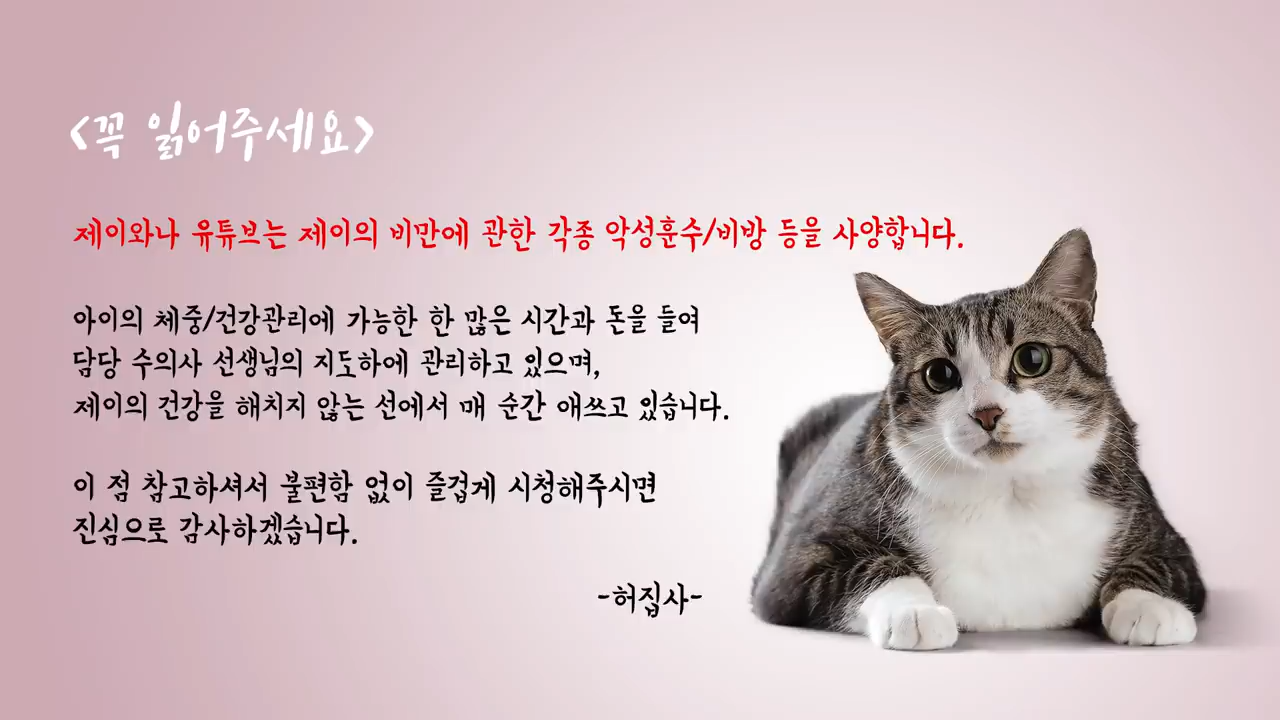 <꼭 읽어주세요>
제이와나 유튜브는 제이의 비만에 관한 각종 악성훈수/비방 등을 사양합니다.
아이의 체중/건강관리에 가능한 한 많은 시간과 돈을 들여
담당 수의사 선생님의 지도하에 관리하고 있으며,
제이의 건강을 해치지 않는 선에서 매 순간 애쓰고 있습니다.
이 점 참고하셔서 불편함 없이 즐겁게 시청해주시면
진심으로 감사하겠습니다.
-허집사-